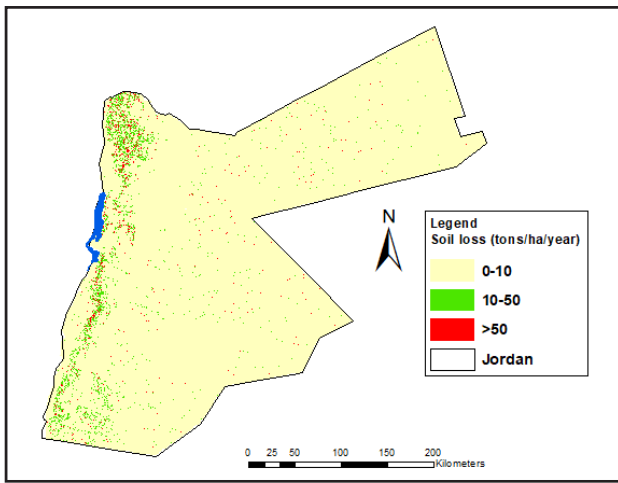 N
Legend
Soil loss (tons/ha/year)
0-10
10-50
>50
Jordan
0 25 50 100 150 200
Kilometers